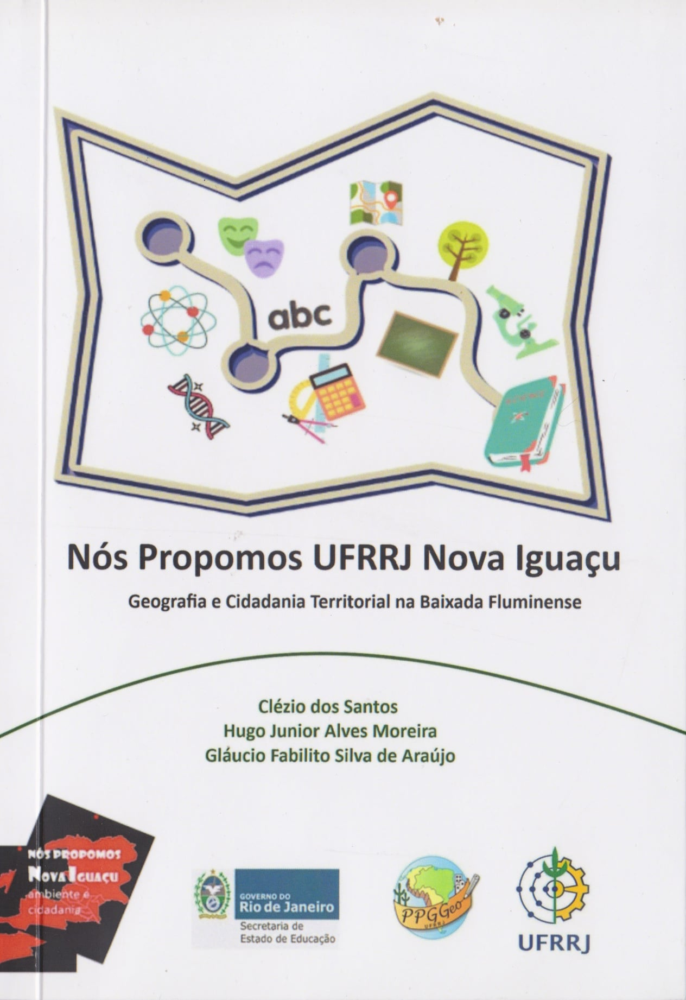 abc
Nós Propomos UFRRJ Nova Iguaçu
Geografia e Cidadania Territorial na Baixada Fluminense
Clézio dos Santos
Hugo Junior Alves Moreira
Gláucio Fabilito Silva de Araújo
NÓS PROPOMOS
NOVA IGUAÇU
ambiente e
cidadania
GOVERNO DO
Rio de Janeiro
Secretaria de
Estado de Educação
PPGGeo
UFRRJ
UFRRJ